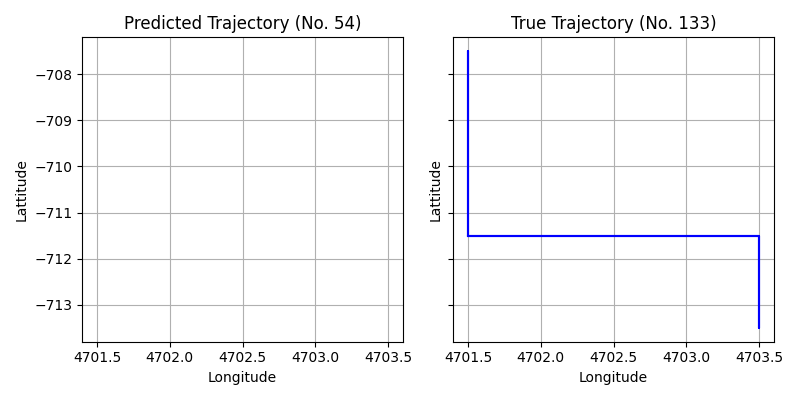 Predicted Trajectory (No. 54)
True Trajectory (No. 133)
Lattitude
−708
−709
−710
−711
−712
−713
4701.5 4702.0 4702.5 4703.0 4703.5
Longitude
Lattitude
4701.5 4702.0 4702.5 4703.0 4703.5
Longitude